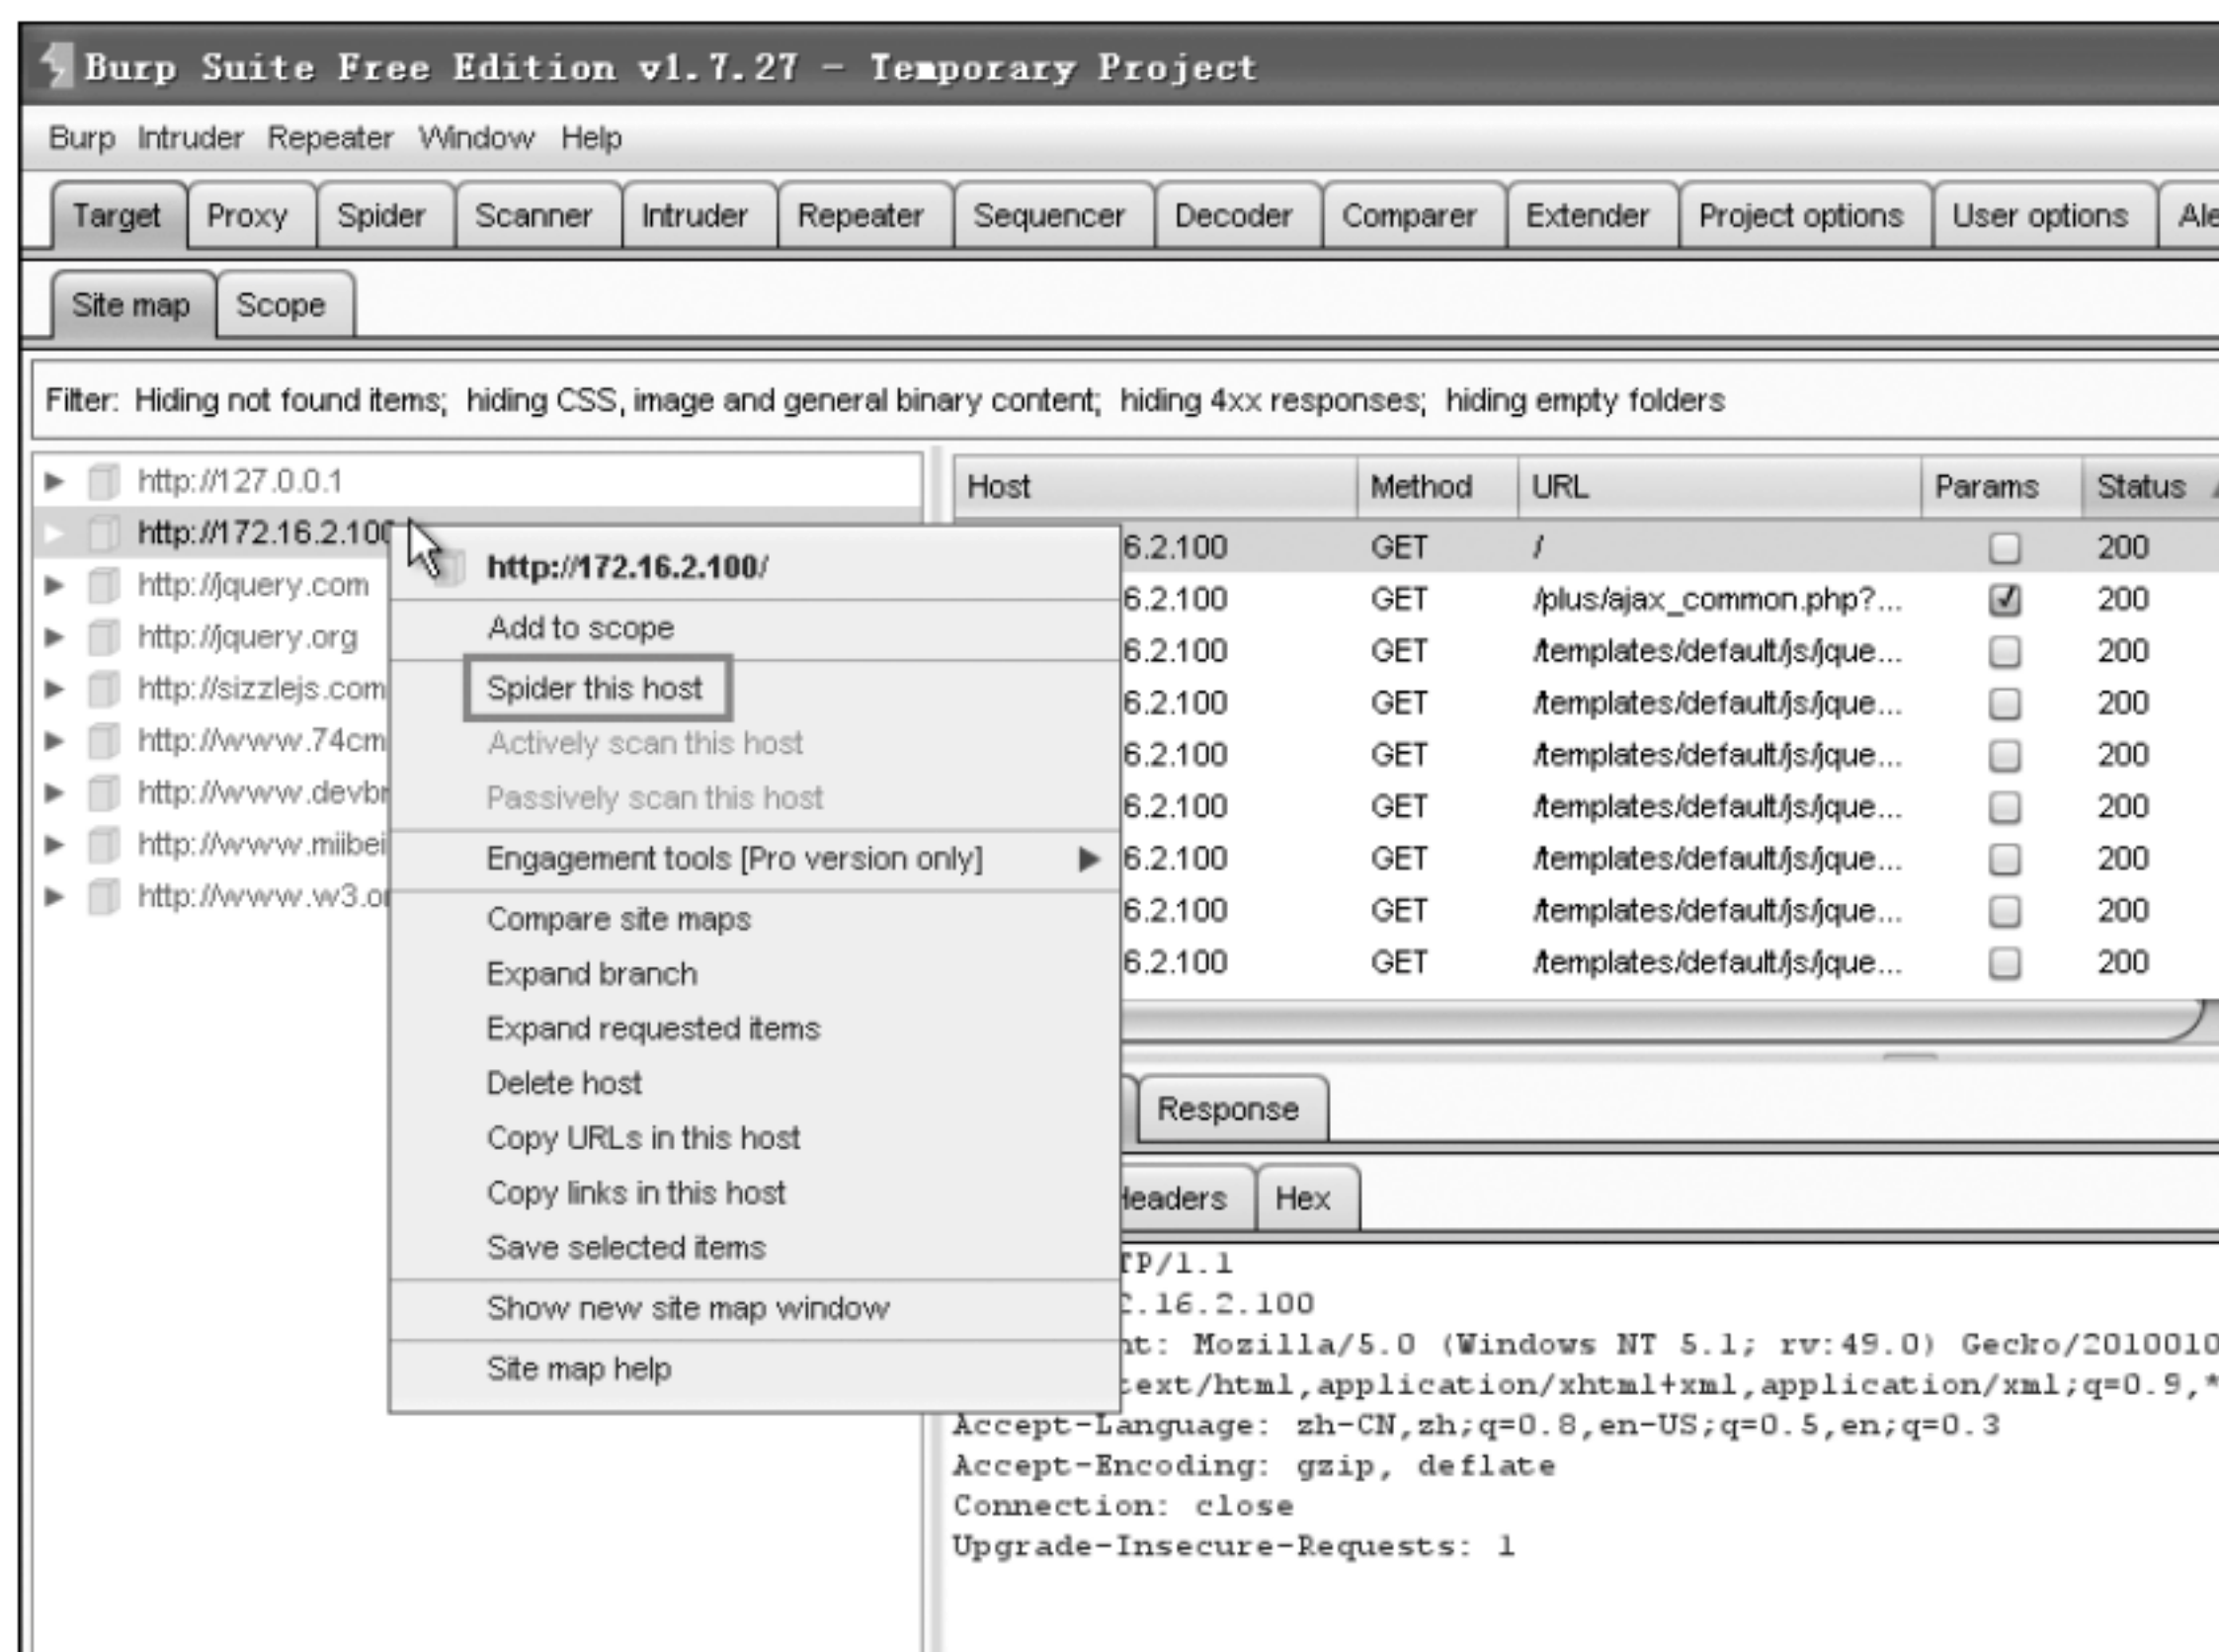 Burp Suite Free Edition v1.7.27 - Temporary Project
Burp Intruder Repeater Window Help
Target Proxy Spider Scanner Intruder Repeater Sequencer Decoder Comparer Extender Project options User options
Site map Scope
Filter: Hiding not found items; hiding CSS, image and general binary content; hiding 4xx responses; hiding empty folders
http://127.0.0.1
http://172.16.2.100
http://jquery.com
http://jquery.org
http://sizzlejs.com
http://www.74cm
http://www.devbr
http://www.miibei
http://www.w3.or
http://172.16.2.100/
Add to scope
Spider this host
Actively scan this host
Passively scan this host
Engagement tools [Pro version only]
Compare site maps
Expand branch
Expand requested items
Delete host
Copy URLs in this host
Copy links in this host
Save selected items
Show new site map window
Site map help
Host Method URL Params Status
6.2.100 GET / 200
6.2.100 GET /plus/ajax_common.php?... 200
6.2.100 GET /templates/default/js/jque... 200
6.2.100 GET /templates/default/js/jque... 200
6.2.100 GET /templates/default/js/jque... 200
6.2.100 GET /templates/default/js/jque... 200
6.2.100 GET /templates/default/js/jque... 200
6.2.100 GET /templates/default/js/jque... 200
6.2.100 GET /templates/default/js/jque... 200
Response
Headers Hex
TP/1.1
2.16.2.100
nt: Mozilla/5.0 (Windows NT 5.1; rv:49.0) Gecko/2010010
text/html,application/xhtml+xml,application/xml;q=0.9,*
Accept-Language: zh-CN,zh;q=0.8,en-US;q=0.5,en;q=0.3
Accept-Encoding: gzip, deflate
Connection: close
Upgrade-Insecure-Requests: 1